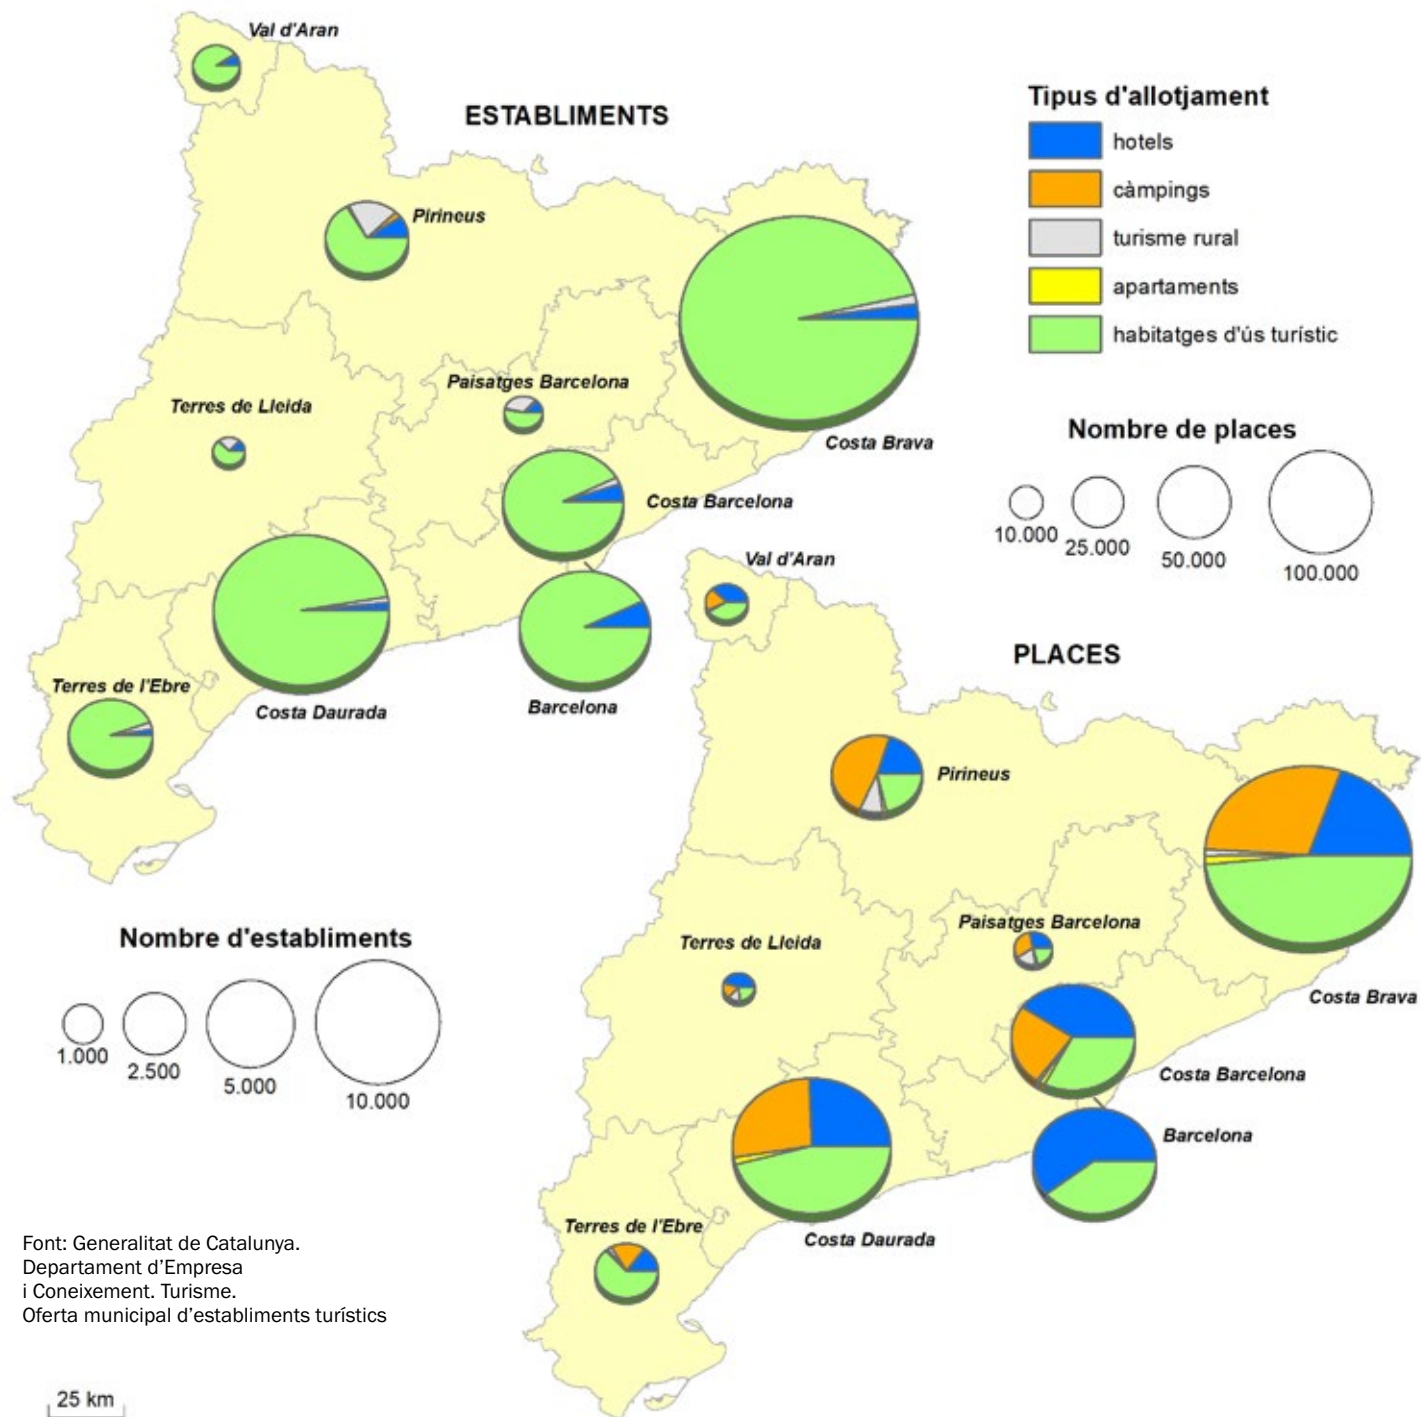 Val d'Aran
ESTABLIMENTS
Pirineus
Paisatges Barcelona
Terres de Lleida
Costa Brava
Costa Barcelona
Terres de l'Ebre
Costa Daurada
Barcelona
Tipus d'allotjament
hotels
càmpings
turisme rural
apartaments
habitatges d'ús turístic
Nombre de places
10.000
25.000
50.000
100.000
Val d'Aran
PLACES
Pirineus
Paisatges Barcelona
Terres de Lleida
Costa Brava
Costa Barcelona
Barcelona
Terres de l'Ebre
Costa Daurada
Nombre d'establiments
1.000
2.500
5.000
10.000
Font: Generalitat de Catalunya.
Departament d'Empresa
i Coneixement. Turisme.
Oferta municipal d'establiments turístics
25 km